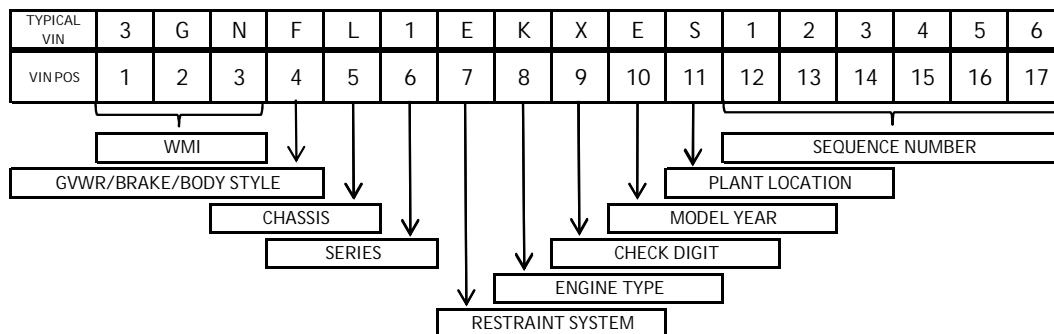 TYPICAL VIN 3 G N F L 1 E K X E S 1 2 3 4 5 6
VIN POS 1 2 3 4 5 6 7 8 9 10 11 12 13 14 15 16 17
WMI SEQUENCE NUMBER
GVWR/BRAKE/BODY STYLE PLANT LOCATION
CHASSIS MODEL YEAR
SERIES CHECK DIGIT
ENGINE TYPE
RESTRAINT SYSTEM